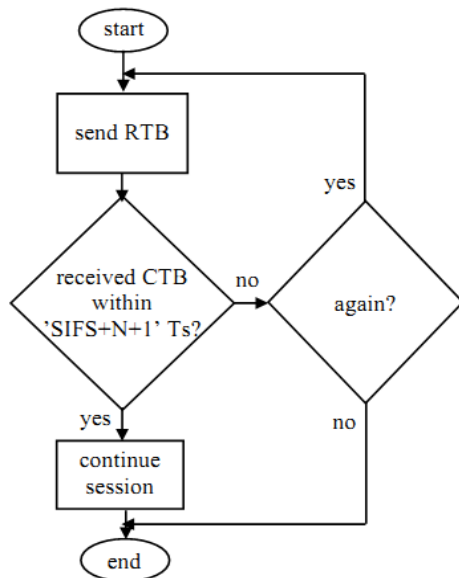 start
send RTB
yes
received CTB
within
'SIFS+N+1' Ts?
no
again?
yes
no
continue
session
end